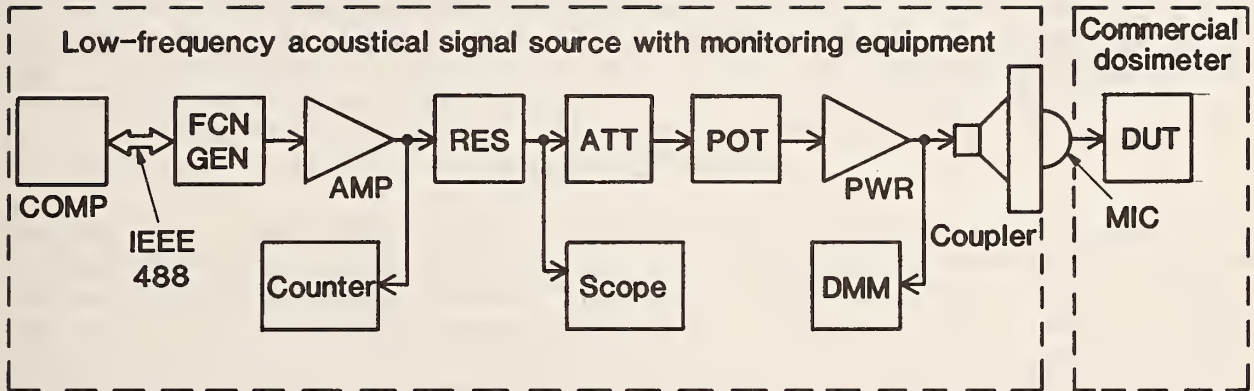 Low-frequency acoustical signal source with monitoring equipment
Commercial
dosimeter
COMP
IEEE
488
FCN
GEN
AMP
RES
ATT
POT
PWR
Coupler
MIC
DUT
Counter
Scope
DMM